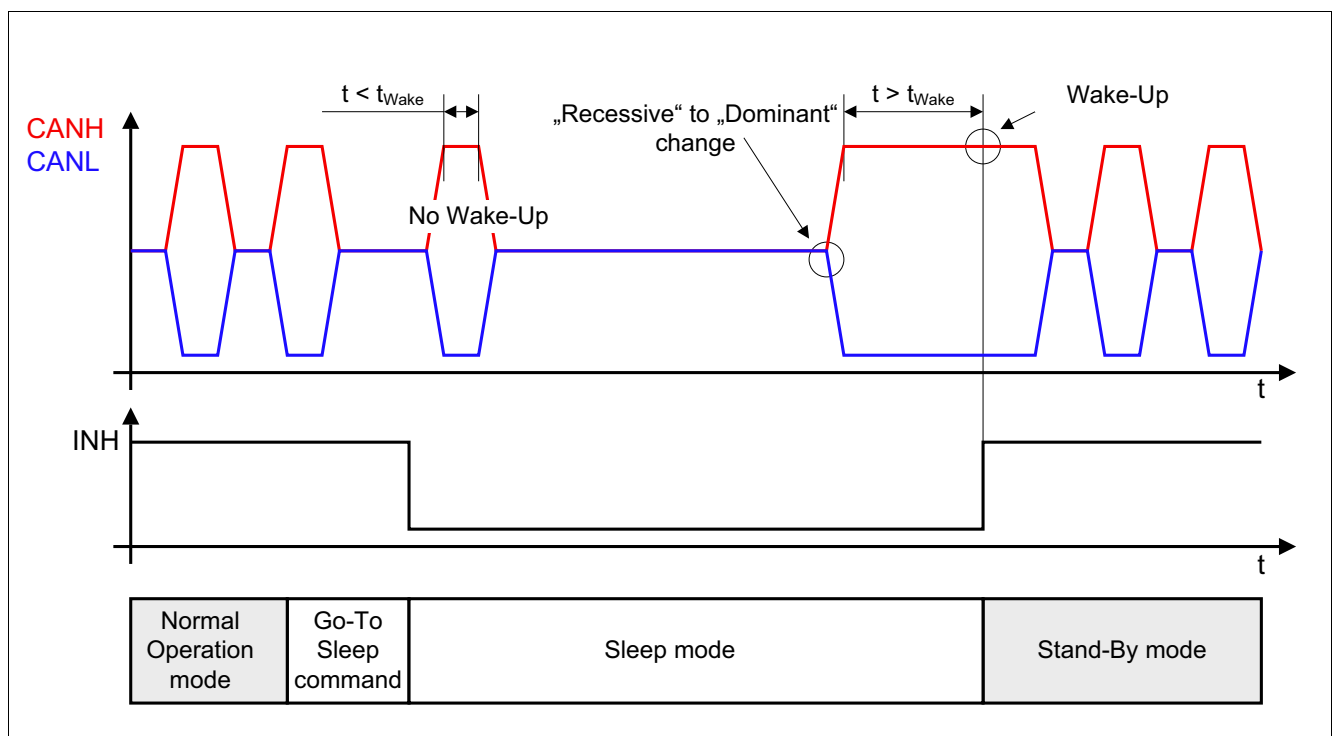 t < tWake
t > tWake
Wake-Up
„Recessive“ to „Dominant“
change
CANH
CANL
No Wake-Up
t
INH
t
Normal
Operation
mode
Go-To
Sleep
command
Sleep mode
Stand-By mode